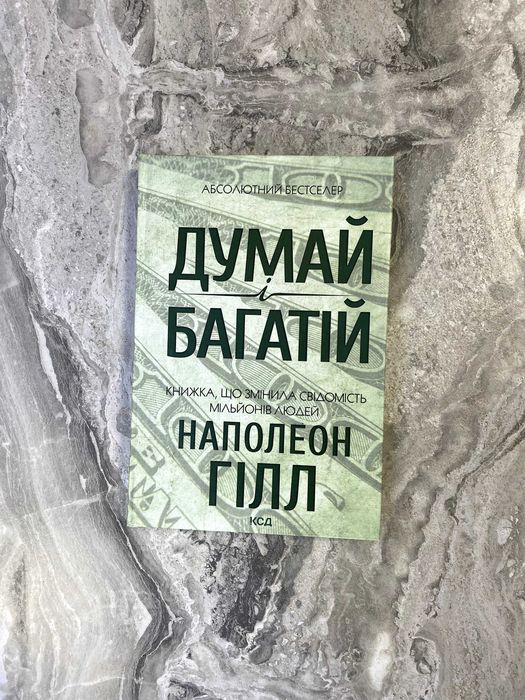 АБСОЛЮТНИЙ БЕСТСЕЛЕР
ДУМАЙ
і
БАГАТІЙ
КНИЖКА, ЩО ЗМІНИЛА СВІДОМІСТЬ
МІЛЬЙОНІВ ЛЮДЕЙ
НАПОЛЕОН
ГІЛЛ
КСД